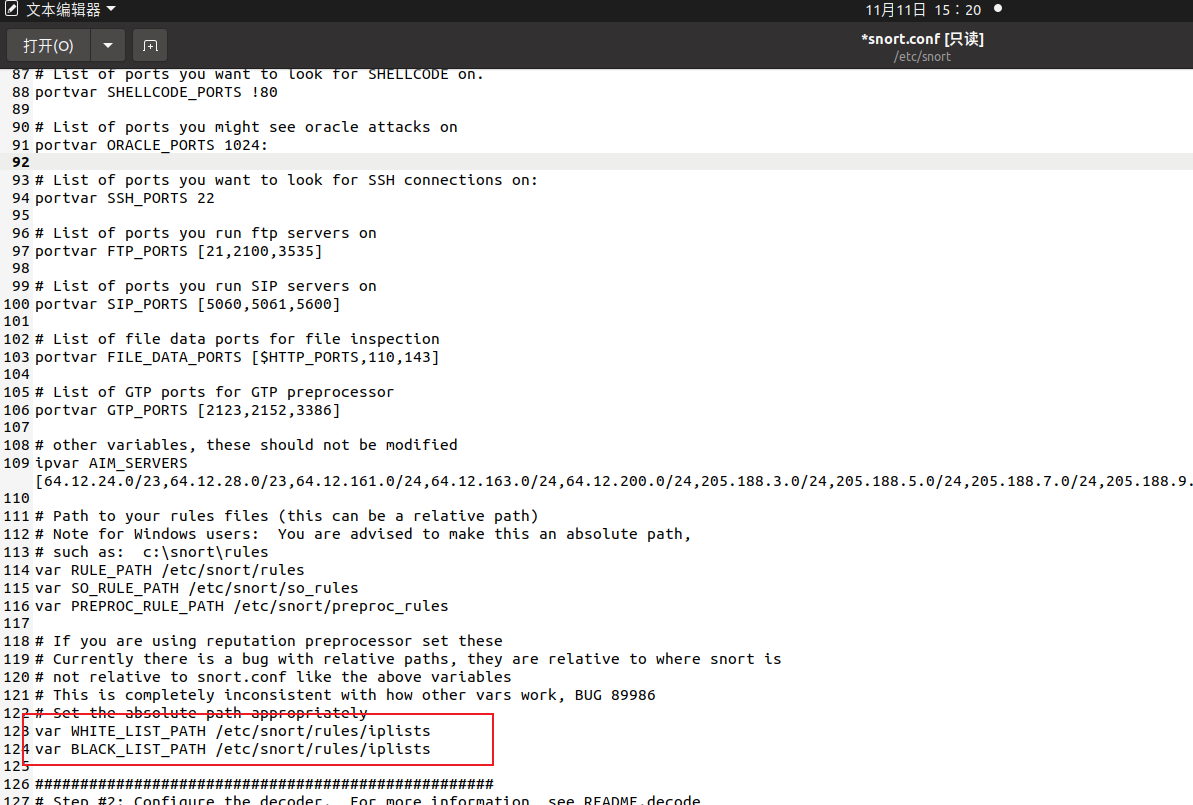 文本编辑器
11月11日 15：20
打开(O)
*snort.conf [只读]
/etc/snort
87 # List of ports you want to look for SHELLCODE on.
88 portvar SHELLCODE_PORTS !80
89
90 # List of ports you might see oracle attacks on
91 portvar ORACLE_PORTS 1024:
92
93 # List of ports you want to look for SSH connections on:
94 portvar SSH_PORTS 22
95
96 # List of ports you run ftp servers on
97 portvar FTP_PORTS [21,2100,3535]
98
99 # List of ports you run SIP servers on
100 portvar SIP_PORTS [5060,5061,5600]
101
102 # List of file data ports for file inspection
103 portvar FILE_DATA_PORTS [$HTTP_PORTS,110,143]
104
105 # List of GTP ports for GTP preprocessor
106 portvar GTP_PORTS [2123,2152,3386]
107
108 # other variables, these should not be modified
109 ipvar AIM_SERVERS
[64.12.24.0/23,64.12.28.0/23,64.12.161.0/24,64.12.163.0/24,64.12.200.0/24,205.188.3.0/24,205.188.5.0/24,205.188.7.0/24,205.188.9.
110
111 # Path to your rules files (this can be a relative path)
112 # Note for Windows users:  You are advised to make this an absolute path,
113 # such as:  c:\snort\rules
114 var RULE_PATH /etc/snort/rules
115 var SO_RULE_PATH /etc/snort/so_rules
116 var PREPROC_RULE_PATH /etc/snort/preproc_rules
117
118 # If you are using reputation preprocessor set these
119 # Currently there is a bug with relative paths, they are relative to where snort is
120 # not relative to snort.conf like the above variables
121 # This is completely inconsistent with how other vars work, BUG 89986
122 # Set the absolute path appropriately
123 var WHITE_LIST_PATH /etc/snort/rules/iplists
124 var BLACK_LIST_PATH /etc/snort/rules/iplists
125
126 ###################################################
127 # Step #2: Configure the decoder.  For more information, see README.decode